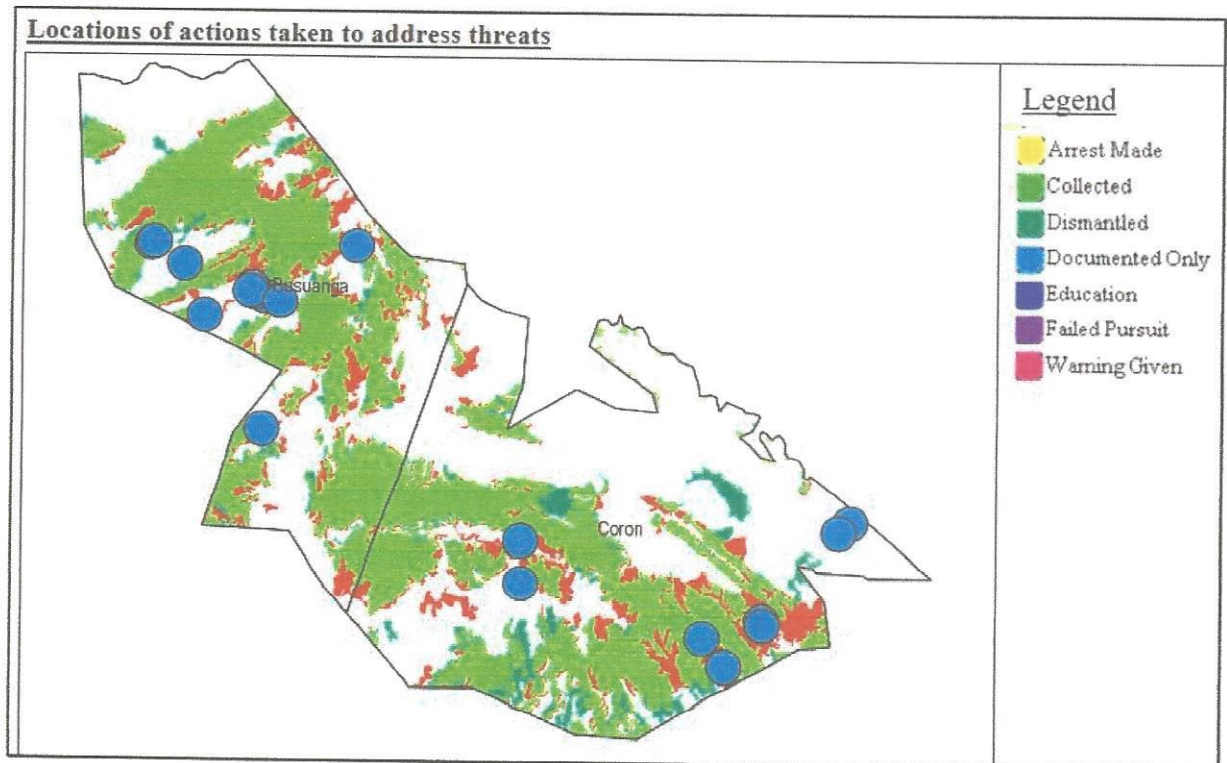 Locations of actions taken to address threats
Busuanga
Coron
Legend
Arrest Made
Collected
Dismantled
Documented Only
Education
Failed Pursuit
Warning Given